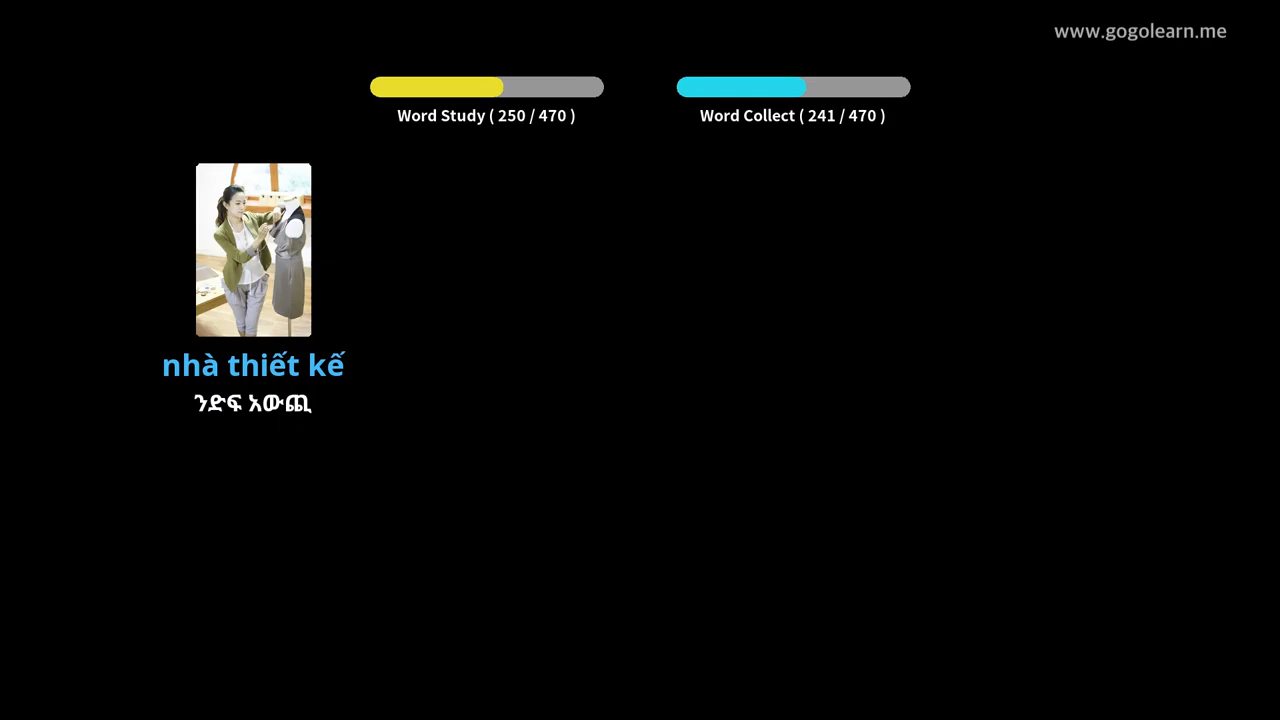 www.gogolearn.me
Word Study ( 250 / 470 )
Word Collect ( 241 / 470 )
nhà thiết kế
ንድፍ አውጪ